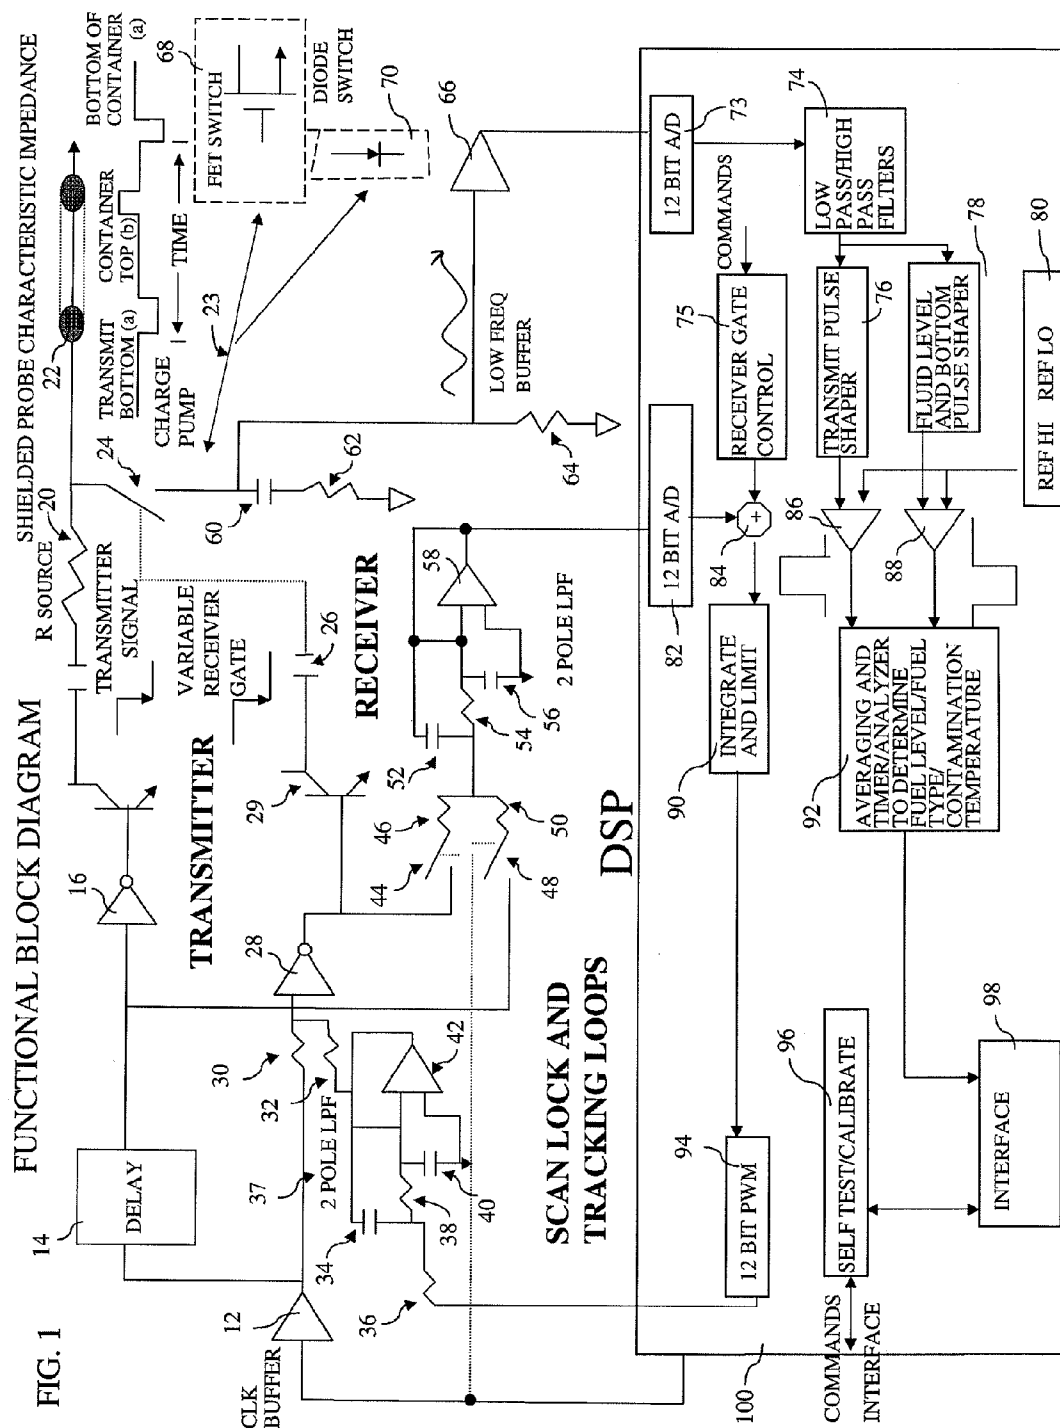 FIG. 1
FUNCTIONAL BLOCK DIAGRAM
SHIELDED PROBE CHARACTERISTIC IMPEDANCE
R SOURCE
20
22
24
TRANSMIT
BOTTOM (a)
CONTAINER
TOP (b)
BOTTOM OF
CONTAINER
(a)
TIME
CHARGE
PUMP
23
FET SWITCH
68
DIODE
SWITCH
70
14
DELAY
16
TRANSMITTER
SIGNAL
VARIABLE
RECEIVER
GATE
TRANSMITTER
29
26
RECEIVER
60
62
64
LOW FREQ
BUFFER
66
CLK
BUFFER
12
37
30
32
2 POLE LPF
34
36
38
40
42
28
44
46
48
50
52
54
56
58
2 POLE LPF
SCAN LOCK AND
TRACKING LOOPS
DSP
82
12 BIT A/D
12 BIT A/D
73
84
+
75
RECEIVER GATE
CONTROL
COMMANDS
74
LOW
PASS/HIGH
PASS
FILTERS
94
12 BIT PWM
90
INTEGRATE
AND LIMIT
86
76
TRANSMIT PULSE
SHAPER
88
FLUID LEVEL
AND BOTTOM
PULSE SHAPER
78
REF HI REF LO
80
92
AVERAGING AND
TIMER/ANALYZER
TO DETERMINE
FUEL LEVEL/FUEL
TYPE/
CONTAMINATION
TEMPERATURE
100
COMMANDS
INTERFACE
SELF TEST/CALIBRATE
96
INTERFACE
98